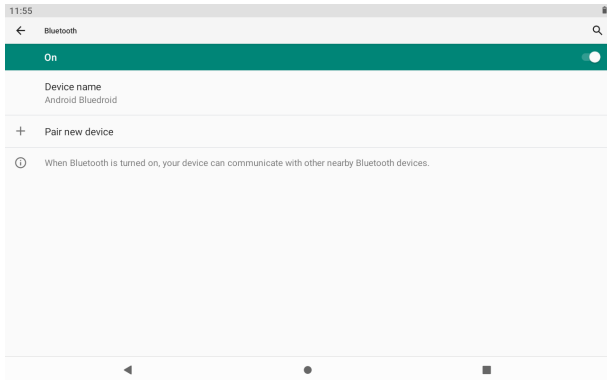 11:55
Bluetooth
On
Device name
Android Bluedroid
Pair new device
When Bluetooth is turned on, your device can communicate with other nearby Bluetooth devices.